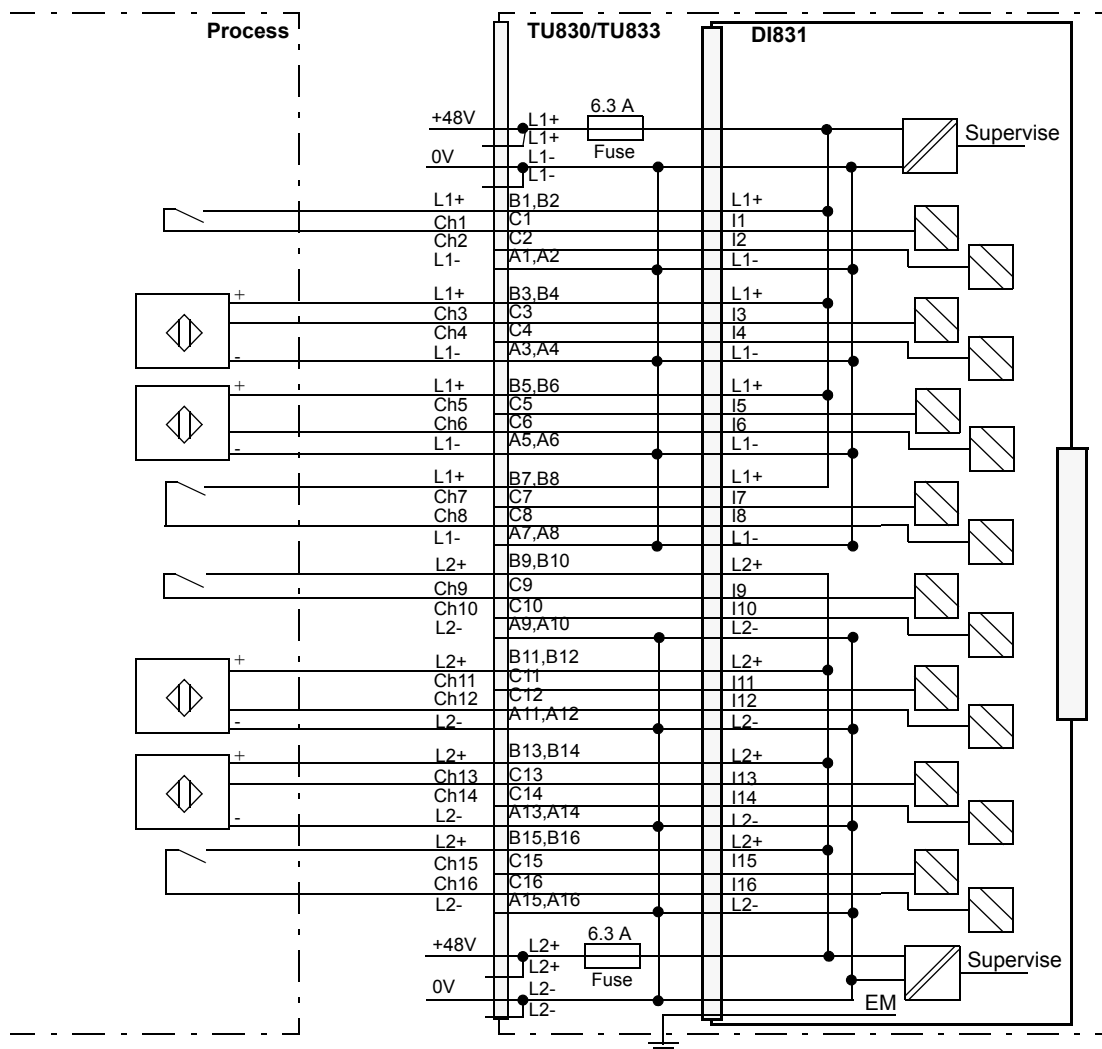 Process TU830/TU833 DI831
6.3 A
+48V L1+ Supervise
L1+
Fuse
0V L1-
L1-
L1+ B1,B2 L1+
Ch1 C1 I1
Ch2 C2 I2
L1- A1,A2 L1-
+ L1+ B3,B4 L1+
Ch3 C3 I3
Ch4 C4 I4
- L1- A3,A4 L1-
+ L1+ B5,B6 L1+
Ch5 C5 I5
Ch6 C6 I6
- L1- A5,A6 L1-
L1+ B7,B8 L1+
Ch7 C7 I7
Ch8 C8 I8
L1- A7,A8 L1-
L2+ B9,B10 L2+
Ch9 C9 I9
Ch10 C10 I10
L2- A9,A10 L2-
+ L2+ B11,B12 L2+
Ch11 C11 I11
Ch12 C12 I12
- L2- A11,A12 L2-
+ L2+ B13,B14 L2+
Ch13 C13 I13
Ch14 C14 I14
- L2- A13,A14 L2-
L2+ B15,B16 L2+
Ch15 C15 I15
Ch16 C16 I16
L2- A15,A16 L2-
6.3 A
+48V L2+ Supervise
L2+
Fuse
0V L2-
L2- EM